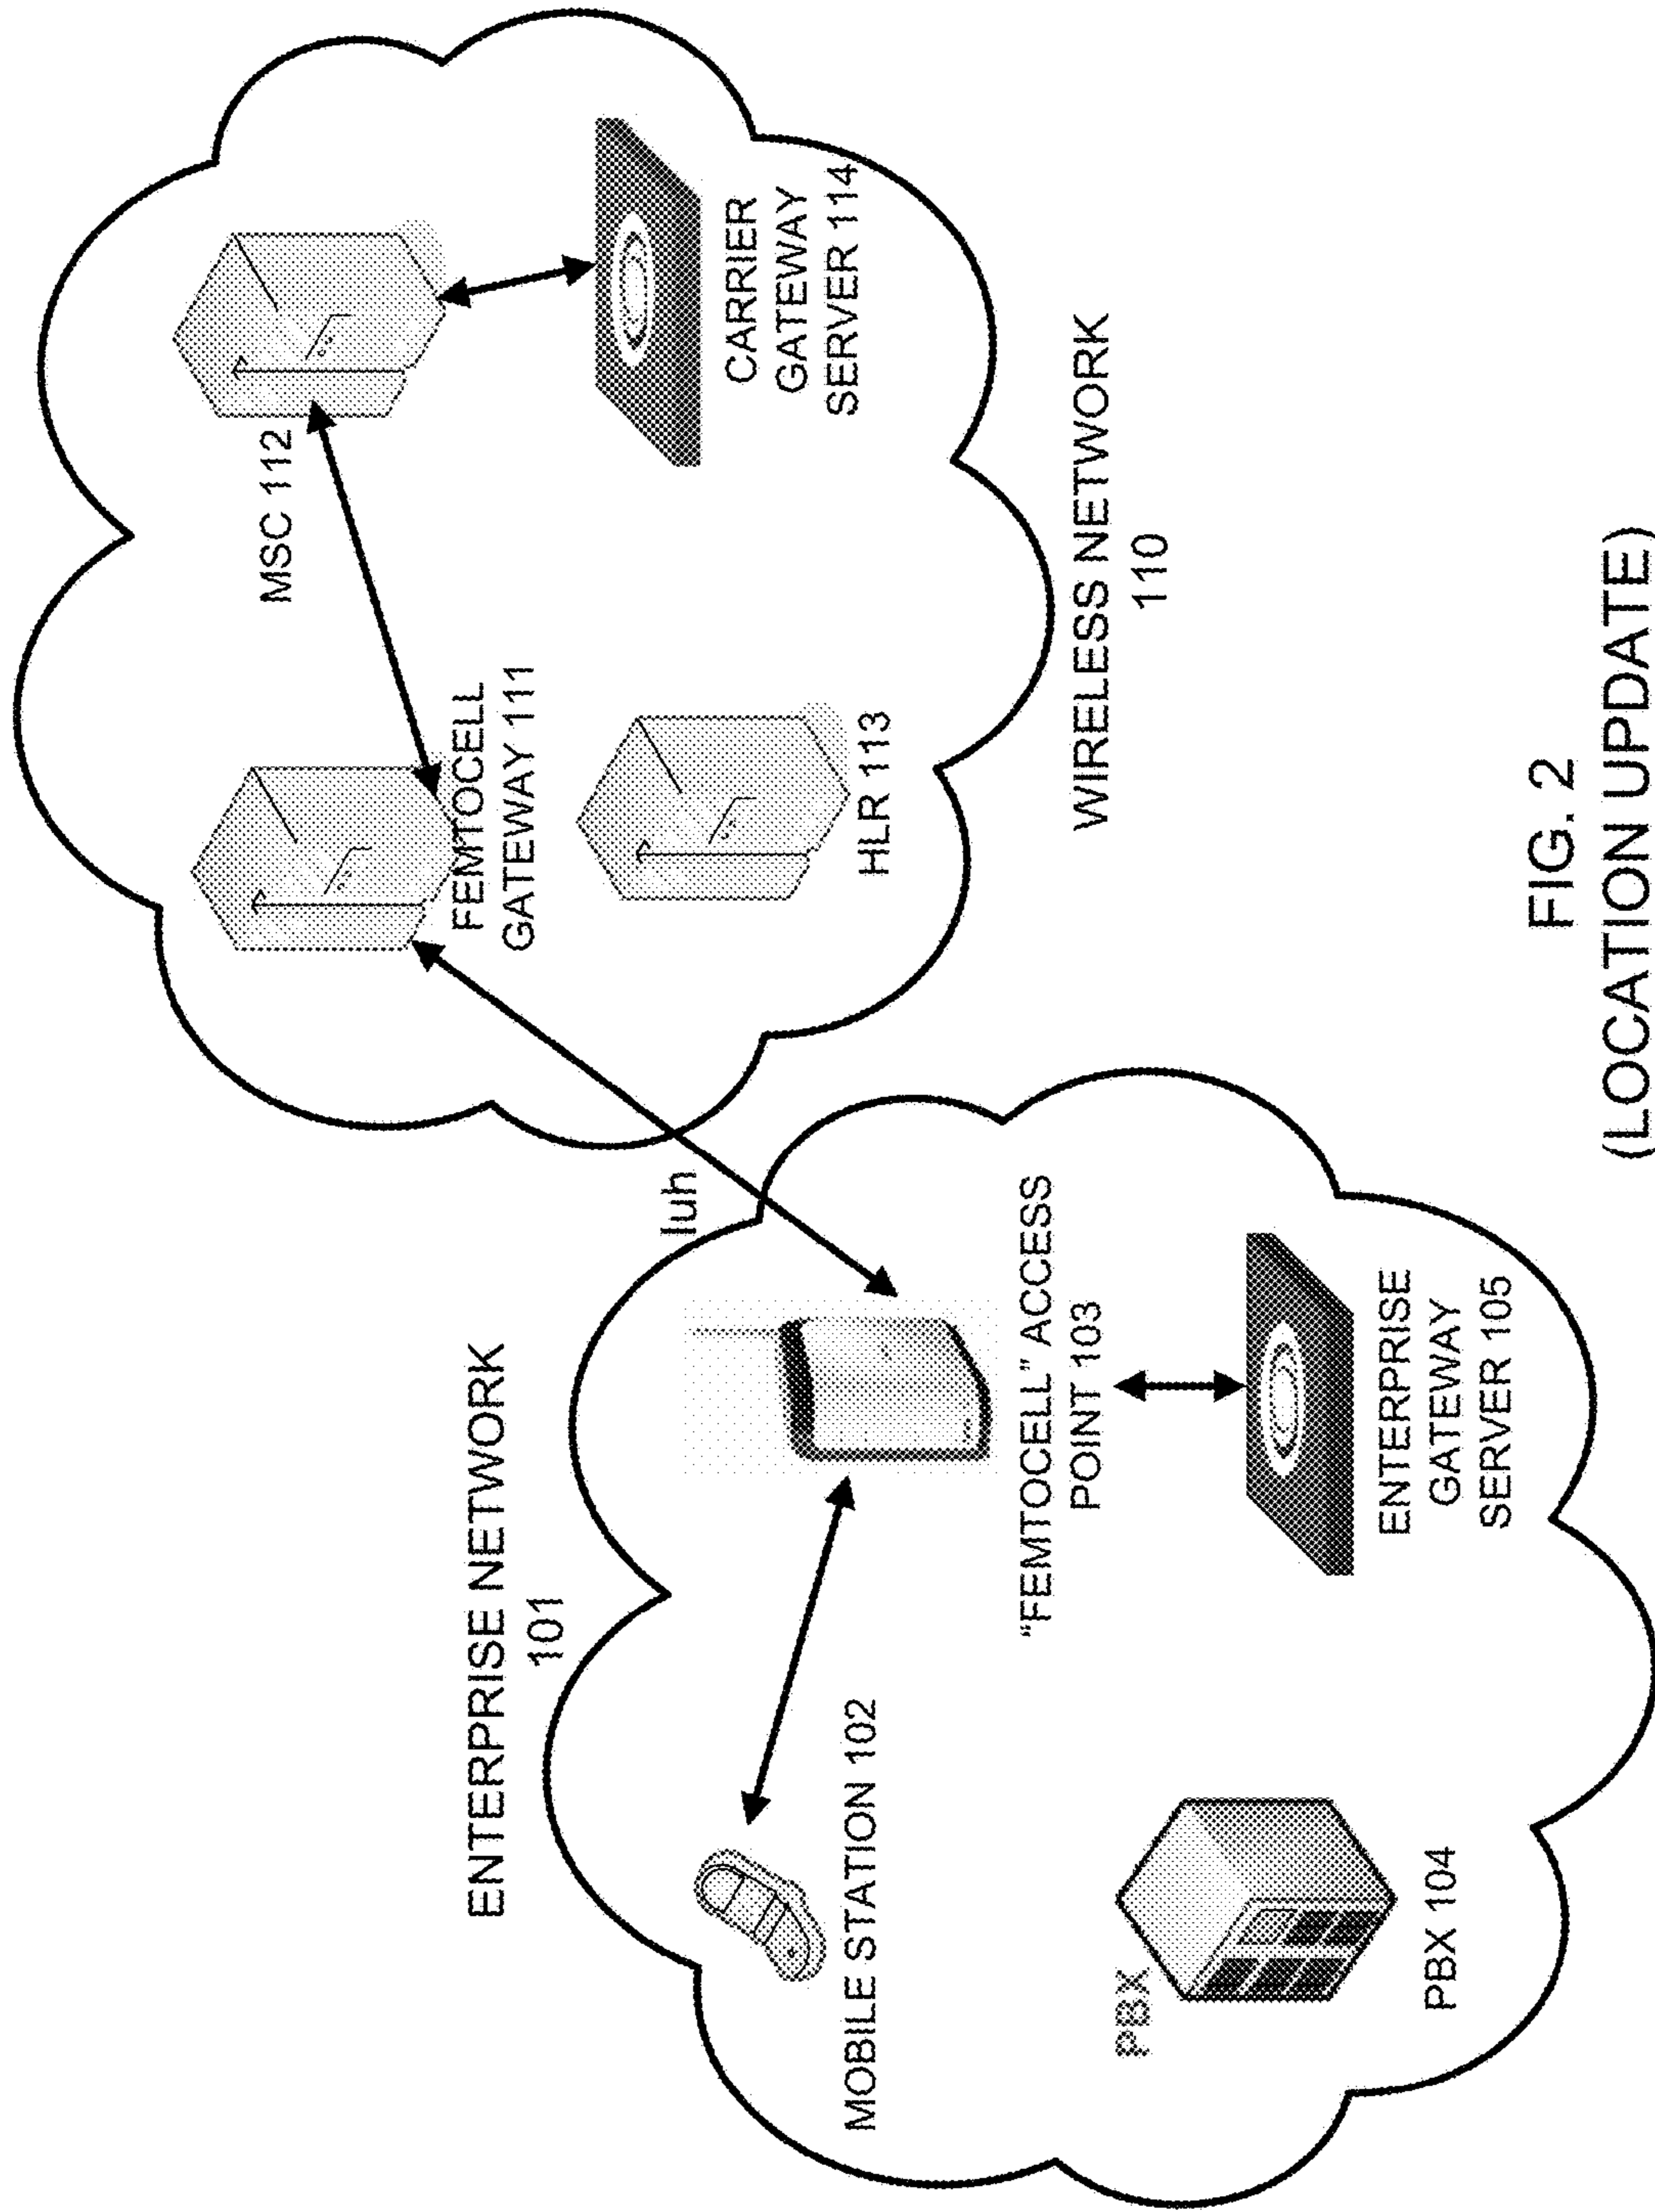 ENTERPRISE NETWORK
101
MOBILE STATION 102
"FEMTOCELL" ACCESS
POINT 103
PBX
PBX 104
ENTERPRISE
GATEWAY
SERVER 105
Iuh
FEMTOCELL
GATEWAY 111
MSC 112
HLR 113
CARRIER
GATEWAY
SERVER 114
WIRELESS NETWORK
110
FIG. 2
(LOCATION UPDATE)